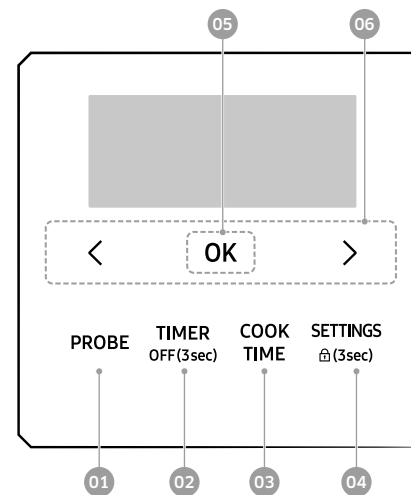 05 06
< OK >
PROBE TIMER COOK SETTINGS
OFF(3sec) TIME (3sec)
01 02 03 04